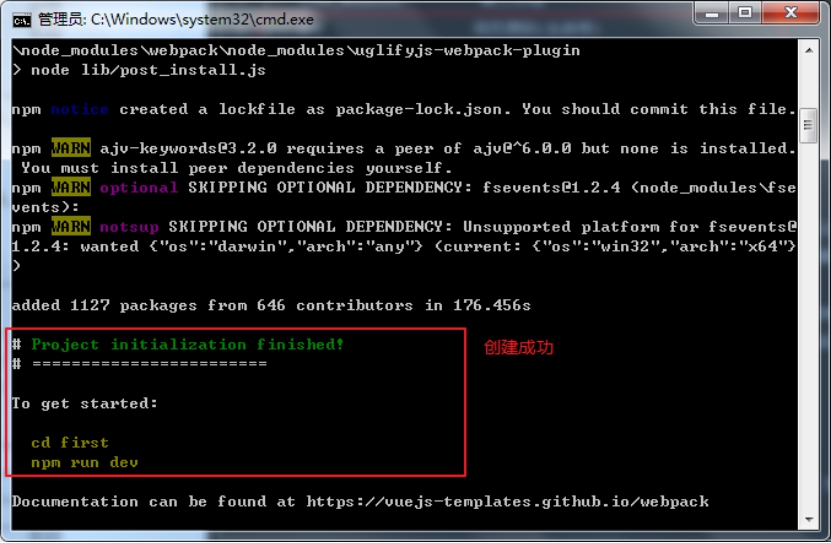 管理员: C:\Windows\system32\cmd.exe
\node_modules\webpack\node_modules\uglifyjs-webpack-plugin
> node lib/post_install.js
npm notice created a lockfile as package-lock.json. You should commit this file.
npm WARN ajv-keywords@3.2.0 requires a peer of ajv@^6.0.0 but none is installed.
You must install peer dependencies yourself.
npm WARN optional SKIPPING OPTIONAL DEPENDENCY: fsevents@1.2.4 (node_modules\fse
vents):
npm WARN notsup SKIPPING OPTIONAL DEPENDENCY: Unsupported platform for fsevents@
1.2.4: wanted {"os":"darwin","arch":"any"} (current: {"os":"win32","arch":"x64"}
)
added 1127 packages from 646 contributors in 176.456s
# Project initialization finished!
创建成功
# ========================
To get started:
cd first
npm run dev
Documentation can be found at https://vuejs-templates.github.io/webpack